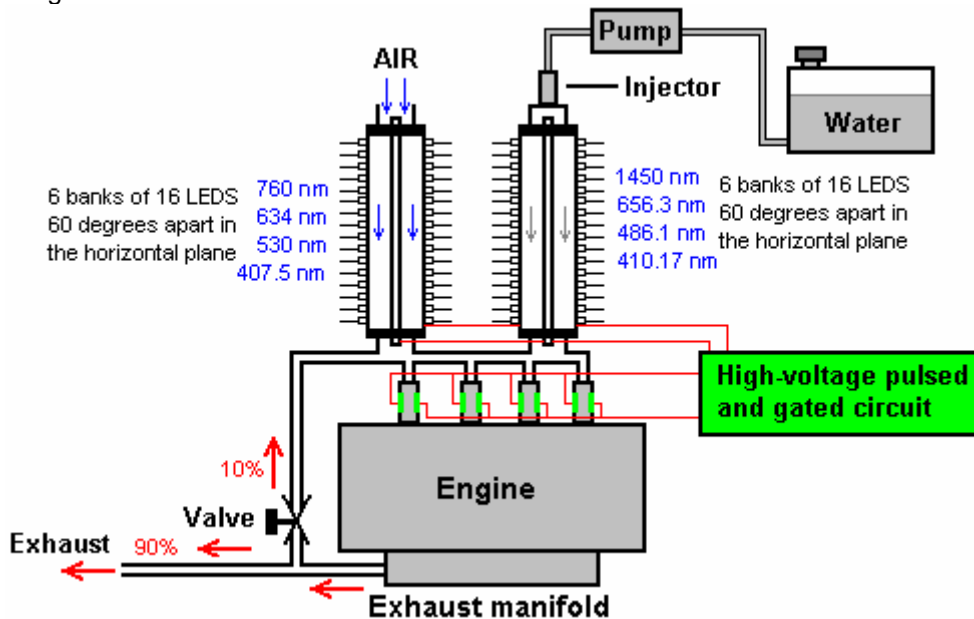 Pump
AIR
Injector
Water
6 banks of 16 LEDS
60 degrees apart in
the horizontal plane
760 nm
634 nm
530 nm
407.5 nm
1450 nm
656.3 nm
486.1 nm
410.17 nm
6 banks of 16 LEDS
60 degrees apart in
the horizontal plane
High-voltage pulsed
and gated circuit
10%
Engine
Valve
Exhaust
90%
Exhaust manifold